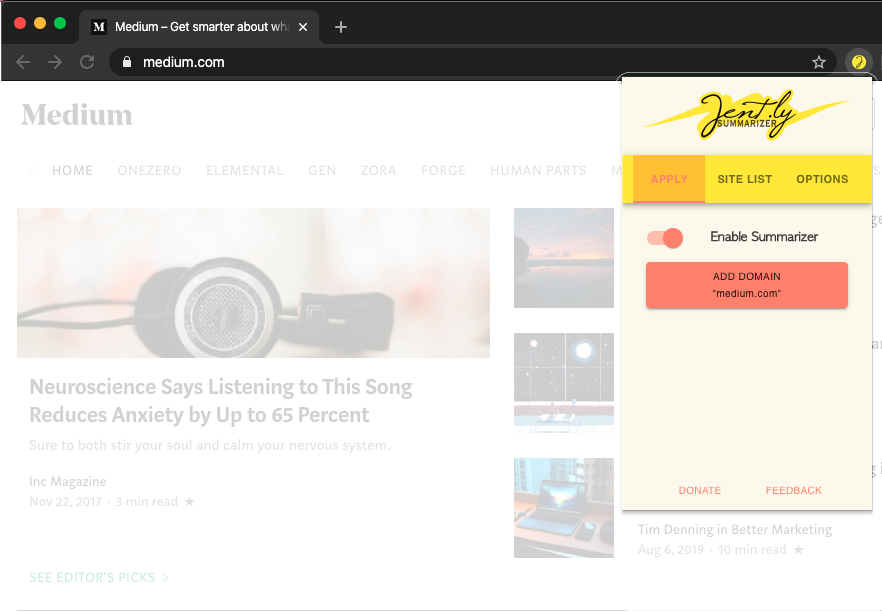 M Medium – Get smarter about wha
medium.com
Jent.ly
SUMMARIZER
APPLY SITE LIST OPTIONS
Enable Summarizer
ADD DOMAIN
"medium.com"
DONATE FEEDBACK
Medium
HOME ONEZERO ELEMENTAL GEN ZORA FORGE HUMAN PARTS M
Neuroscience Says Listening to This Song
Reduces Anxiety by Up to 65 Percent
Sure to both stir your soul and calm your nervous system.
Inc Magazine
Nov 22, 2017 · 3 min read ★
SEE EDITOR'S PICKS
Tim Denning in Better Marketing
Aug 6, 2019 · 10 min read ★